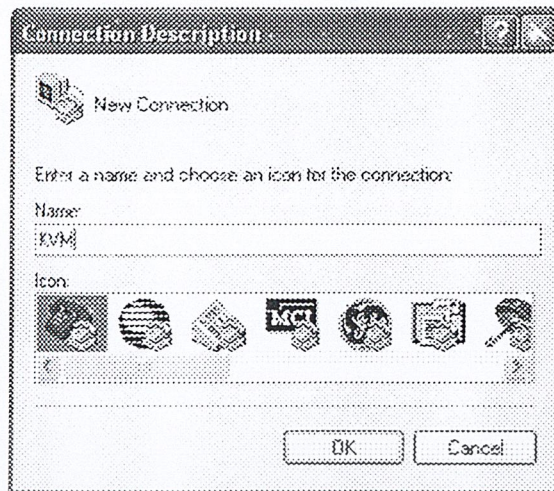 Connection Description
New Connection
Enter a name and choose an icon for the connection:
Name:
KVM
Icon:
MCI
OK
Cancel